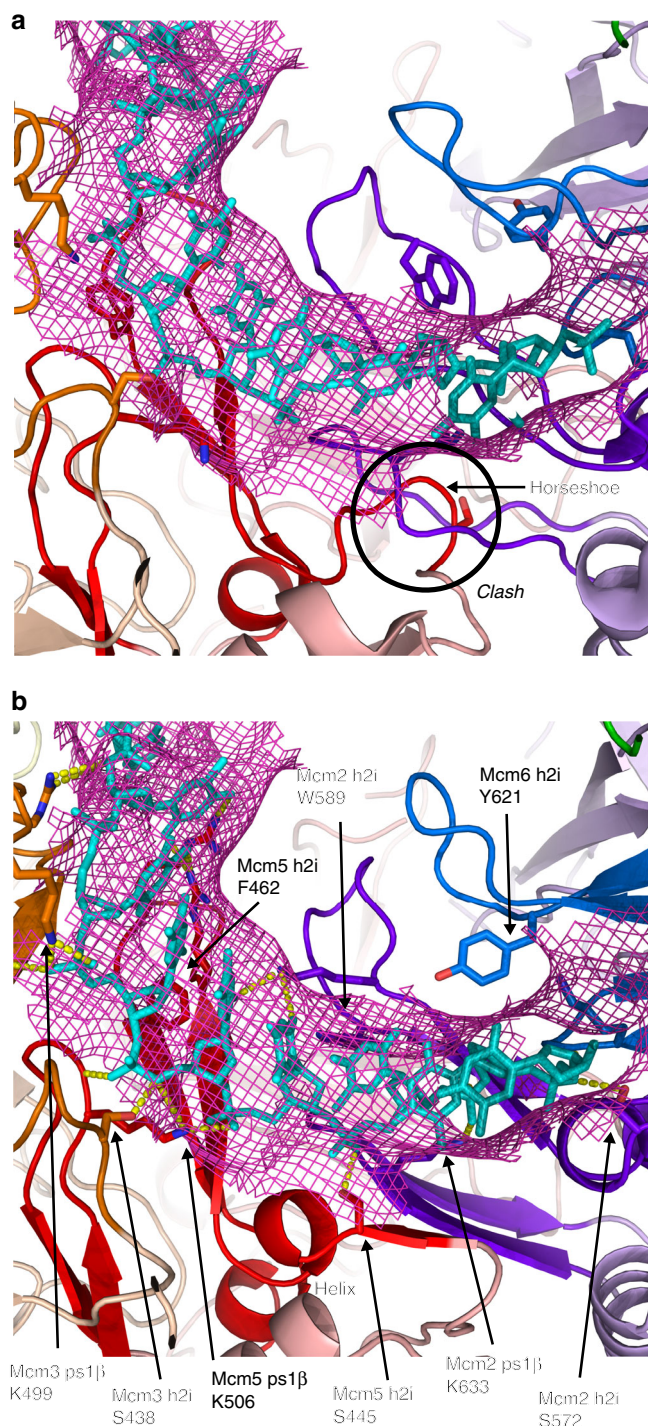 a
Horseshoe
Clash
b
Mcm2 h2i
W589
Mcm6 h2i
Y621
Mcm5 h2i
F462
Helix
Mcm3 ps1β
K499
Mcm3 h2i
S438
Mcm5 ps1β
K506
Mcm5 h2i
S445
Mcm2 ps1β
K633
Mcm2 h2i
S572